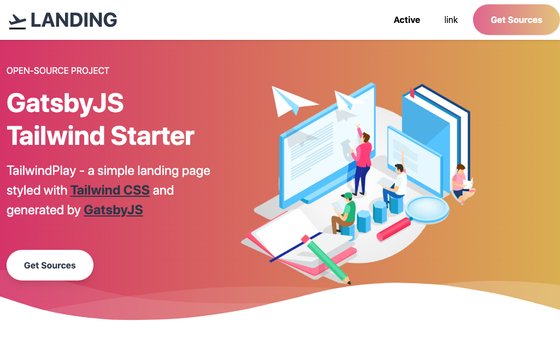 LANDING
Active
link
Get Sources
OPEN-SOURCE PROJECT
GatsbyJS
Tailwind Starter
TailwindPlay - a simple landing page
styled with Tailwind CSS and
generated by GatsbyJS
Get Sources